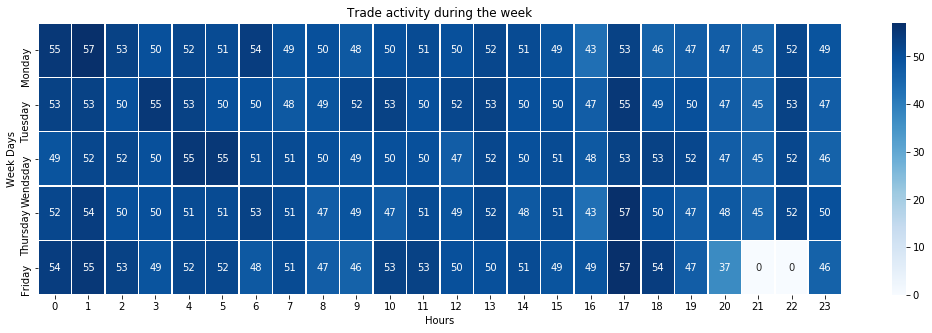 Trade activity during the week
Monday 55 57 53 50 52 51 54 49 50 48 50 51 50 52 51 49 43 53 46 47 47 45 52 49
Tuesday 53 53 50 55 53 50 50 48 49 52 53 50 52 53 50 50 47 55 49 50 47 45 53 47
Wendsday 49 52 52 50 55 55 51 51 50 49 50 50 47 52 50 51 48 53 53 52 47 45 52 46
Thursday 52 54 50 50 51 51 53 51 47 49 47 51 49 52 48 51 43 57 50 47 48 45 52 50
Friday 54 55 53 49 52 52 48 51 47 46 53 53 50 50 51 49 49 57 54 47 37 0 0 46
0 1 2 3 4 5 6 7 8 9 10 11 12 13 14 15 16 17 18 19 20 21 22 23
Hours
Week Days
50
40
30
20
10
0